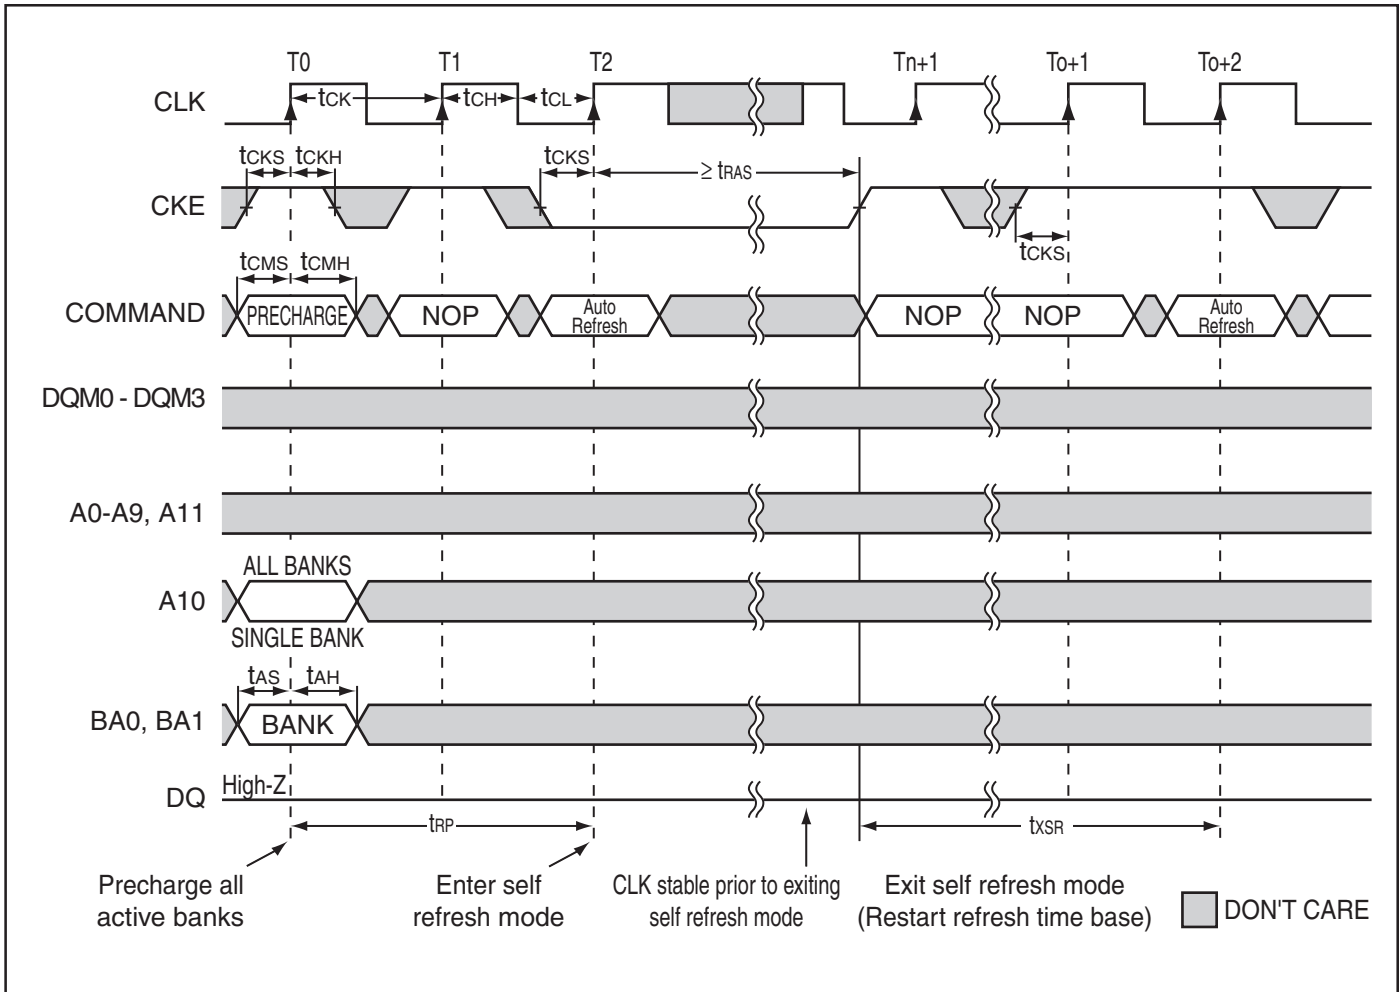 T0 T1 T2 Tn+1 To+1 To+2
CLK tCK tCH tCL
tCKS tCKH tCKS ≥ tRAS
CKE
tCKS
tCMS tCMH
COMMAND PRECHARGE NOP Auto Refresh NOP NOP Auto Refresh
DQM0 - DQM3
A0-A9, A11
ALL BANKS
A10
SINGLE BANK
tAS tAH
BA0, BA1 BANK
DQ High-Z
tRP tXSR
Precharge all
active banks
Enter self
refresh mode
CLK stable prior to exiting
self refresh mode
Exit self refresh mode
(Restart refresh time base)
DON'T CARE